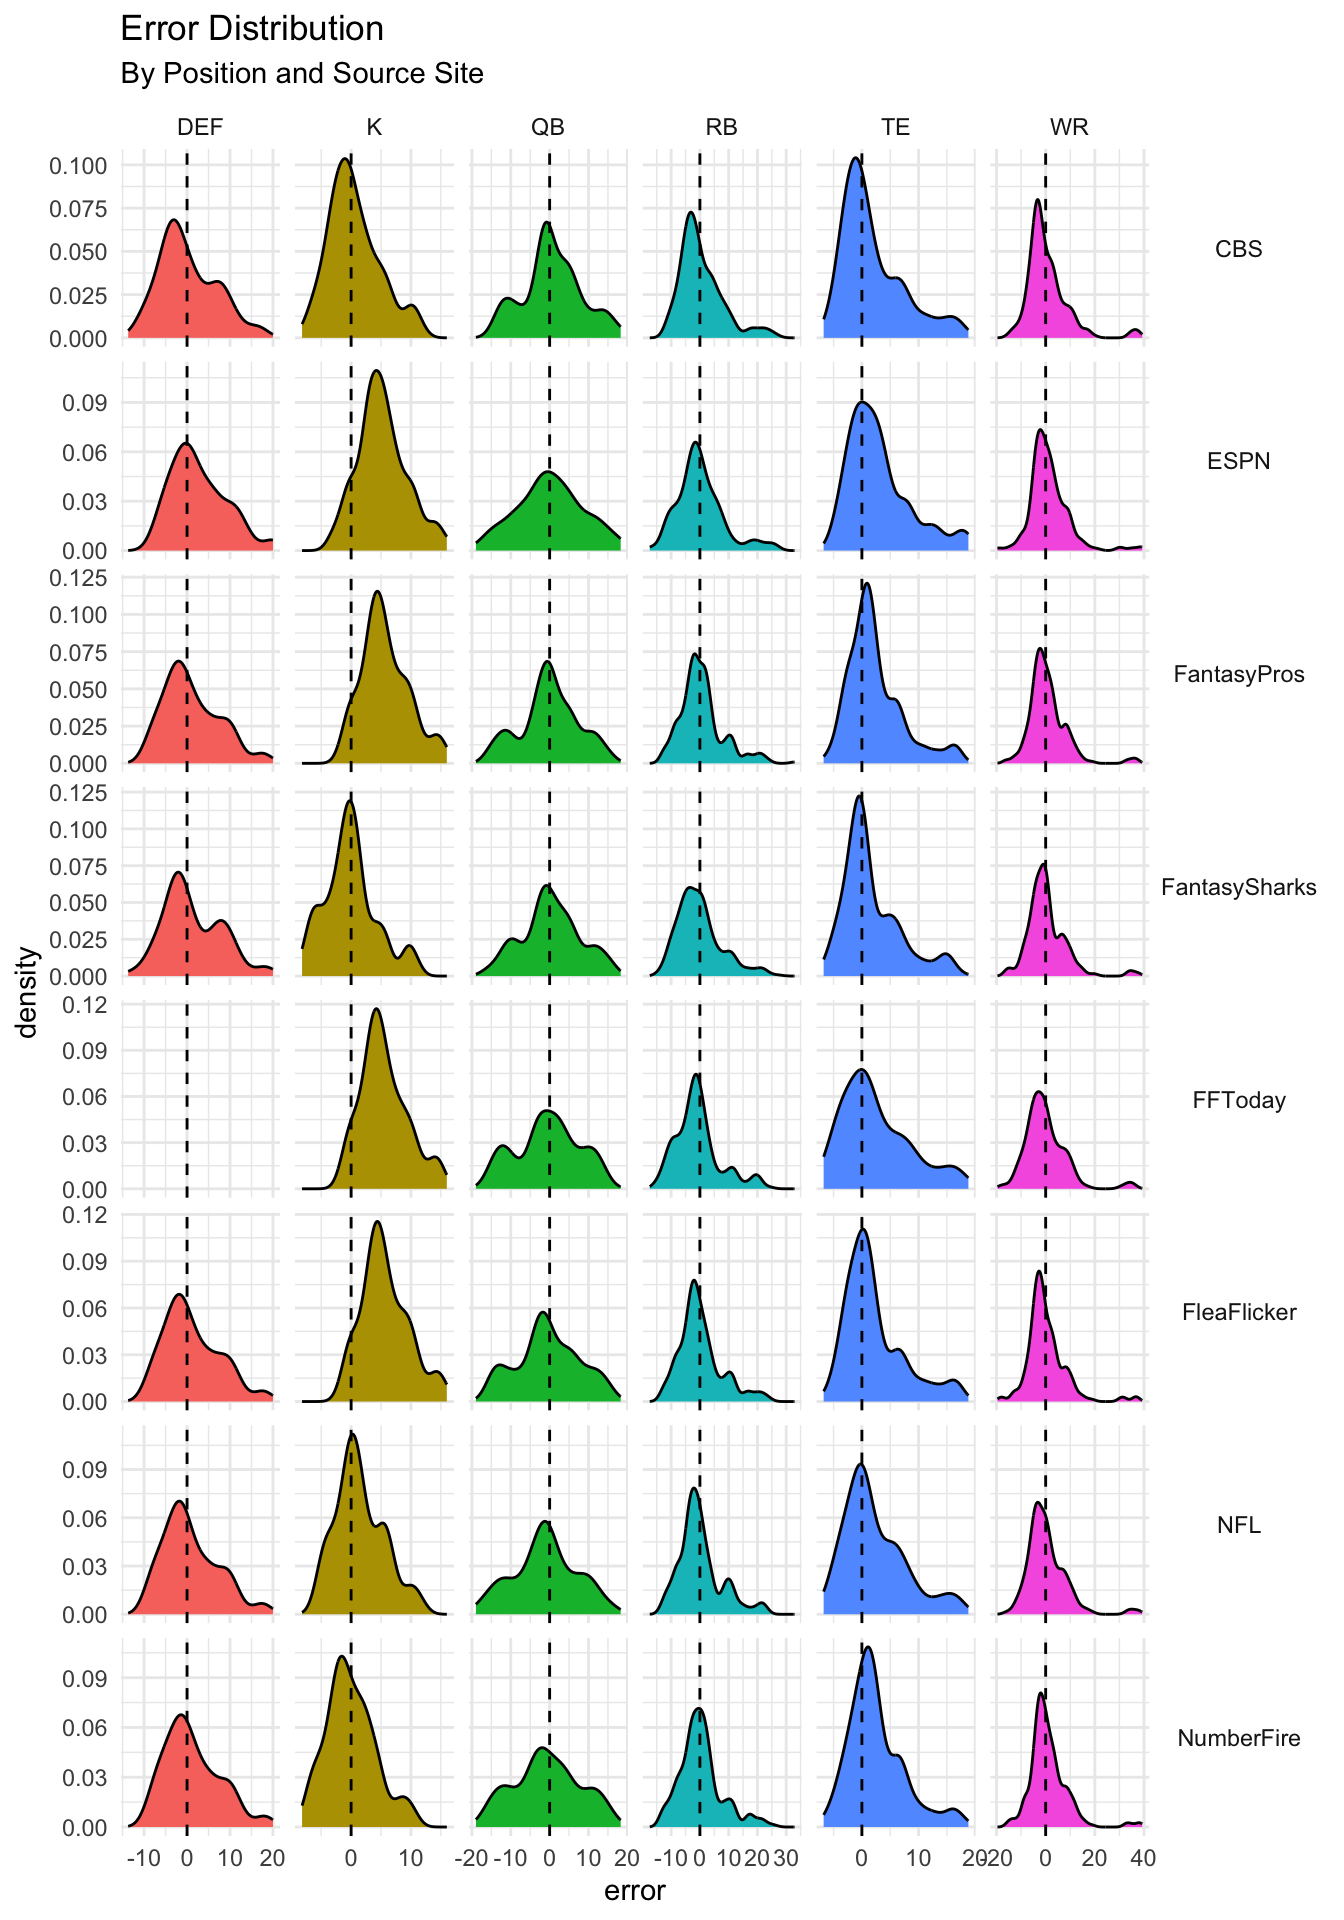 Error Distribution
By Position and Source Site
DEF K QB RB TE WR
0.100
0.075
0.050
0.025
0.000
CBS
0.09
0.06
0.03
0.00
ESPN
0.125
0.100
0.075
0.050
0.025
0.000
FantasyPros
0.125
0.100
0.075
0.050
0.025
0.000
FantasySharks
density
0.12
0.09
0.06
0.03
0.00
FFToday
0.12
0.09
0.06
0.03
0.00
FleaFlicker
0.09
0.06
0.03
0.00
NFL
0.09
0.06
0.03
0.00
NumberFire
-10 0 10 20 0 10 -20 -10 0 10 20 -10 0 10 20 30 0 10 20 -20 0 20 40
error